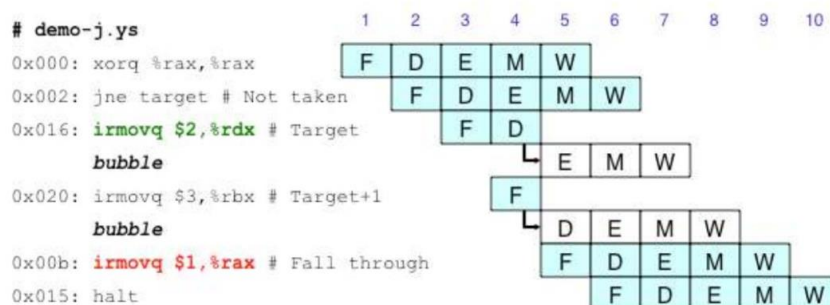 1 2 3 4 5 6 7 8 9 10
# demo-j.ys
0x000: xorq %rax,%rax F D E M W
0x002: jne target # Not taken F D E M W
0x016: irmovq $2,%rdx # Target F D
bubble E M W
0x020: irmovq $3,%rbx # Target+1 F
bubble D E M W
0x00b: irmovq $1,%rax # Fall through F D E M W
0x015: halt F D E M W